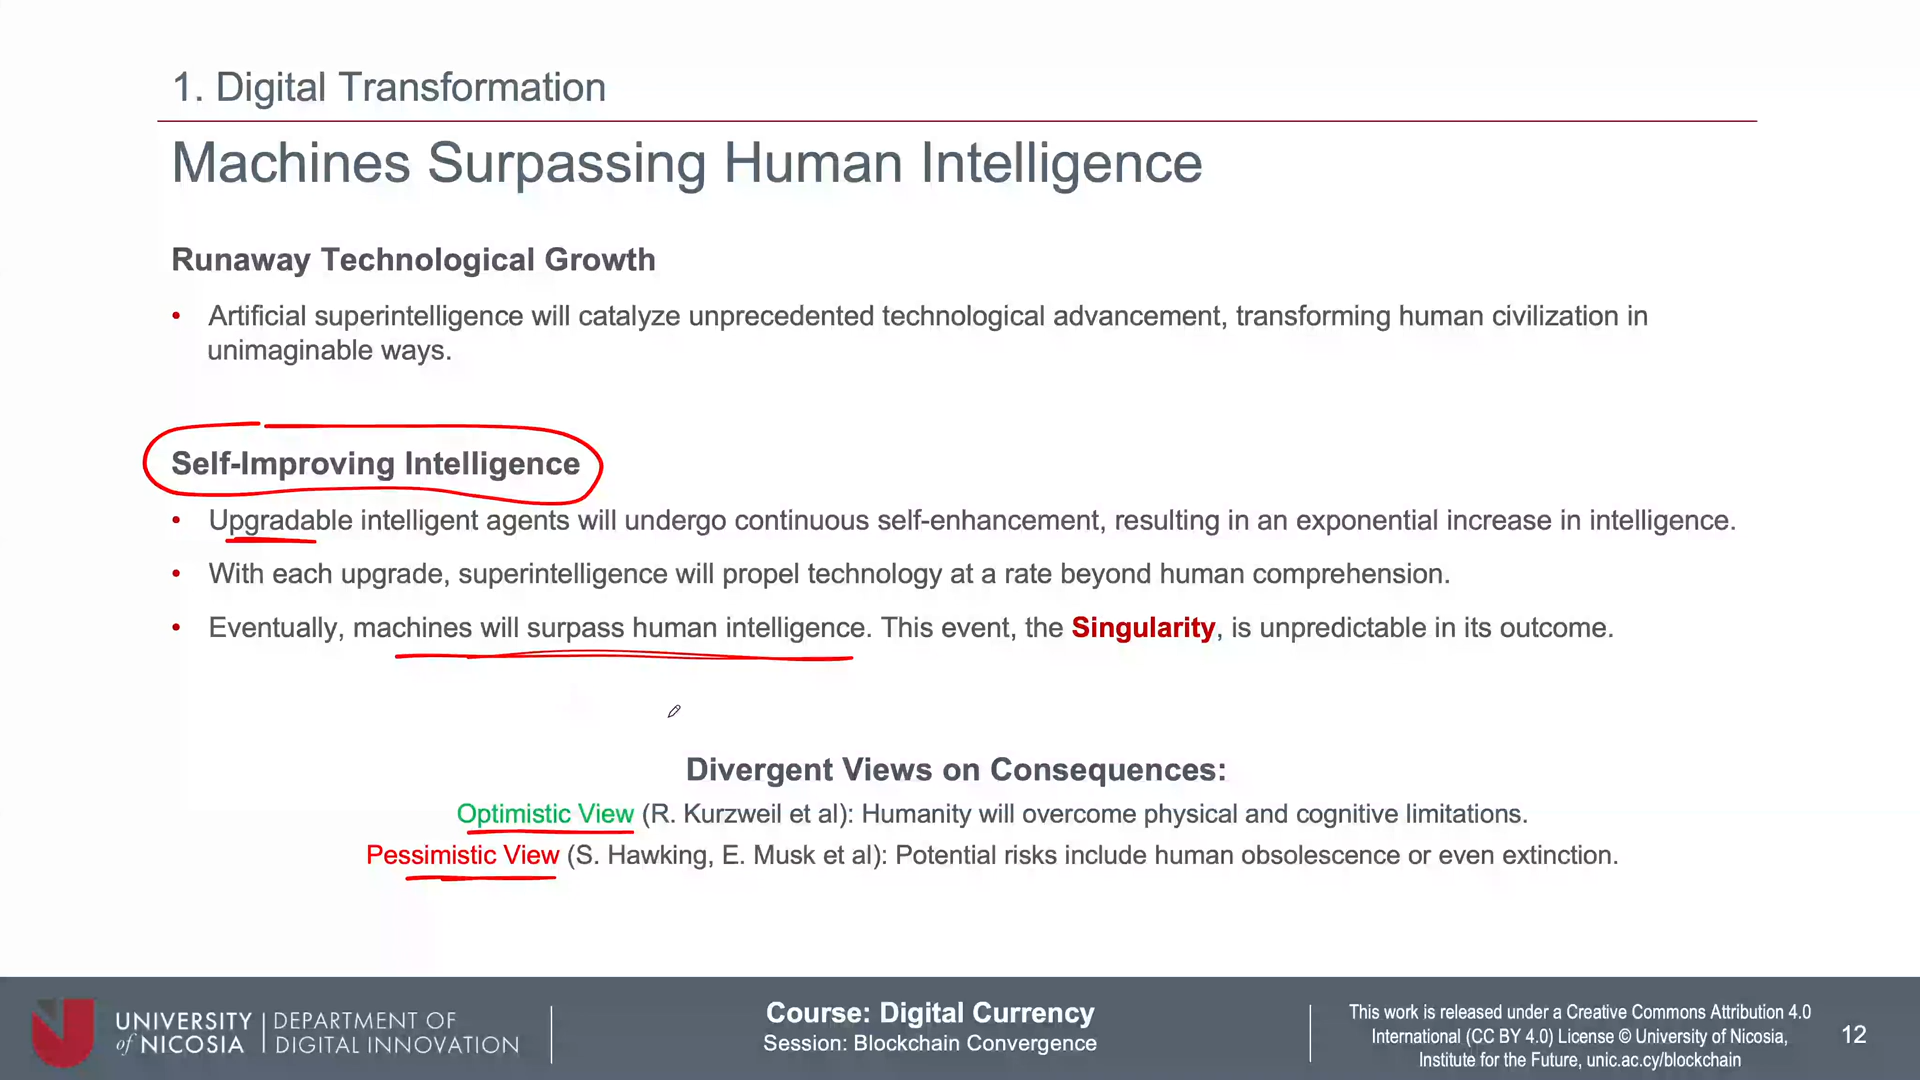 1. Digital Transformation
Machines Surpassing Human Intelligence
Runaway Technological Growth
• Artificial superintelligence will catalyze unprecedented technological advancement, transforming human civilization in
unimaginable ways.
Self-Improving Intelligence
• Upgradable intelligent agents will undergo continuous self-enhancement, resulting in an exponential increase in intelligence.
• With each upgrade, superintelligence will propel technology at a rate beyond human comprehension.
• Eventually, machines will surpass human intelligence. This event, the Singularity, is unpredictable in its outcome.
Divergent Views on Consequences:
Optimistic View (R. Kurzweil et al): Humanity will overcome physical and cognitive limitations.
Pessimistic View (S. Hawking, E. Musk et al): Potential risks include human obsolescence or even extinction.
UNIVERSITY
of NICOSIA
DEPARTMENT OF
DIGITAL INNOVATION
Course: Digital Currency
Session: Blockchain Convergence
This work is released under a Creative Commons Attribution 4.0
International (CC BY 4.0) License © University of Nicosia,
Institute for the Future, unic.ac.cy/blockchain
12